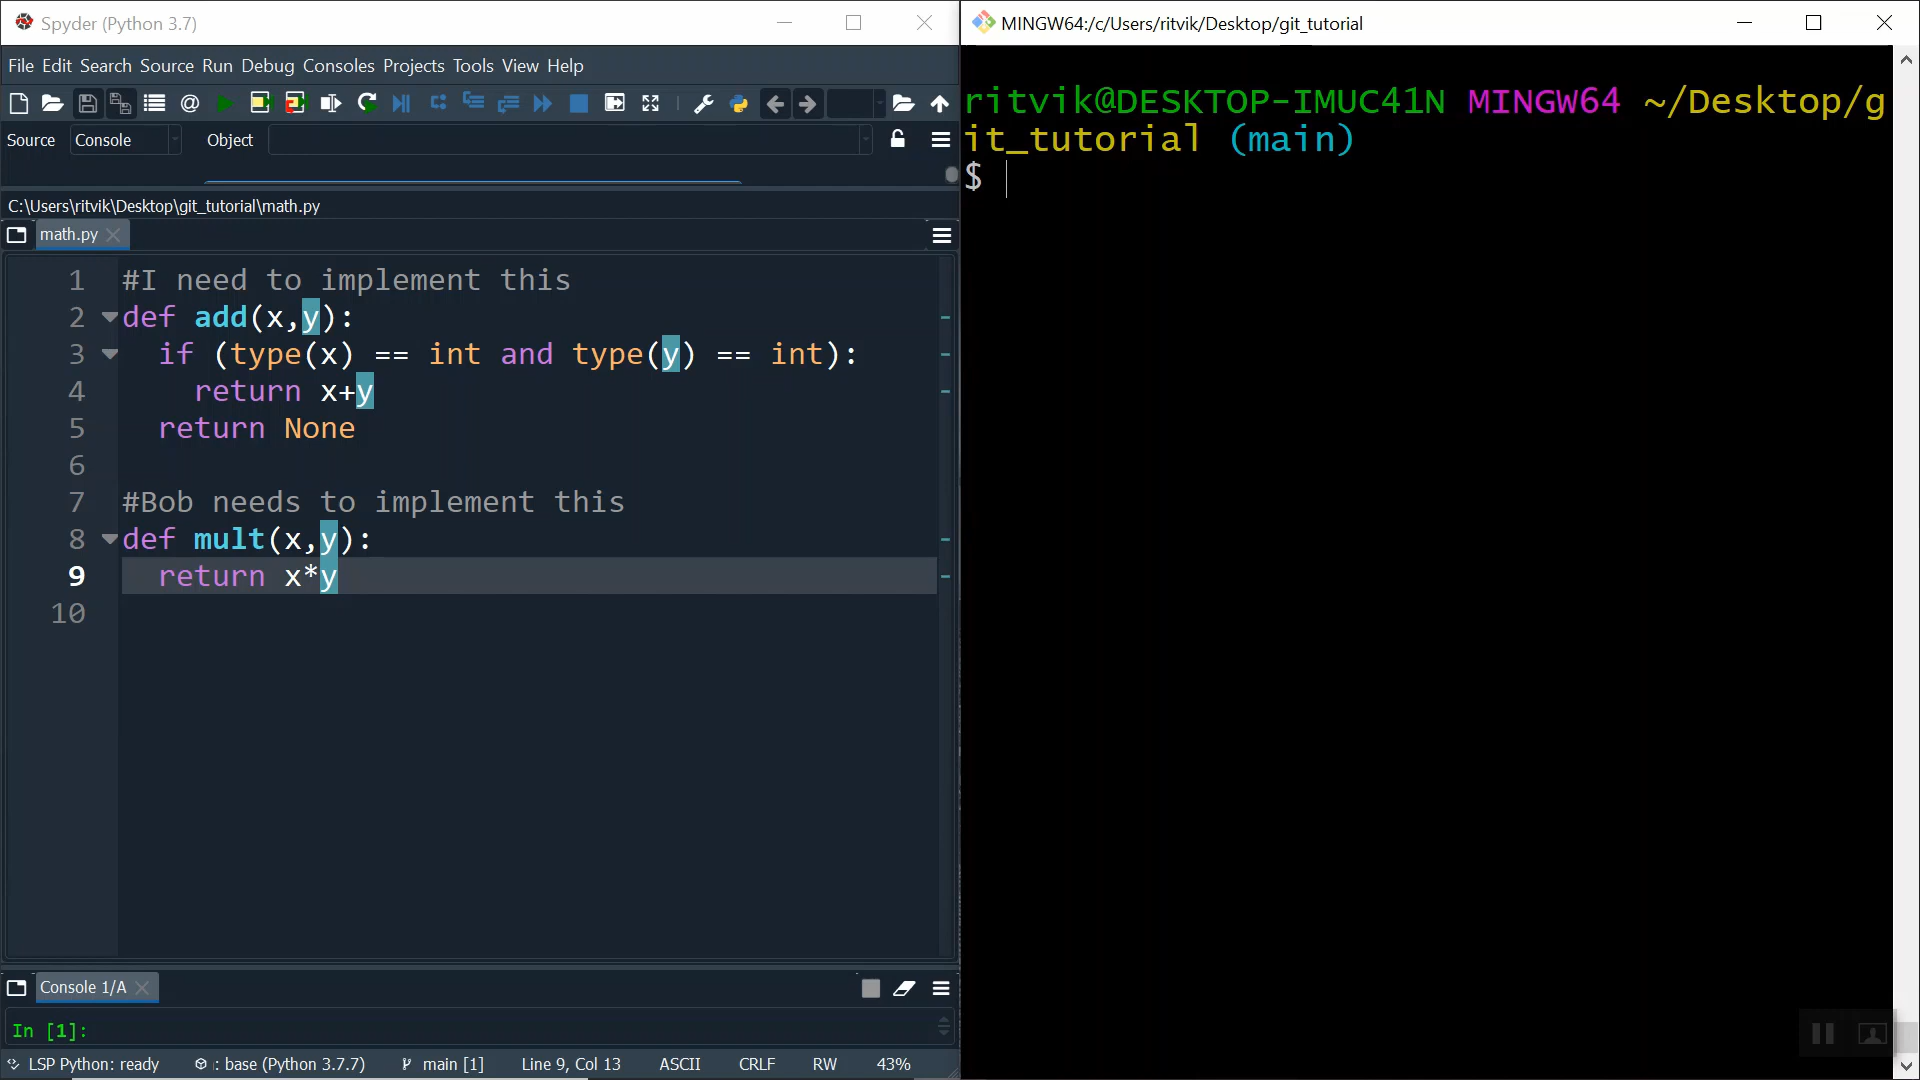 Spyder (Python 3.7)
File Edit Search Source Run Debug Consoles Projects Tools View Help
Source Console Object
C:\Users\ritvik\Desktop\git_tutorial\math.py
math.py
1 #I need to implement this
2 def add(x,y):
3   if (type(x) == int and type(y) == int):
4     return x+y
5   return None
6
7 #Bob needs to implement this
8 def mult(x,y):
9   return x*y
10
Console 1/A
In [1]:
LSP Python: ready : base (Python 3.7.7) main [1] Line 9, Col 13 ASCII CRLF RW 43%
MINGW64:/c/Users/ritvik/Desktop/git_tutorial
ritvik@DESKTOP-IMUC41N MINGW64 ~/Desktop/g
it_tutorial (main)
$